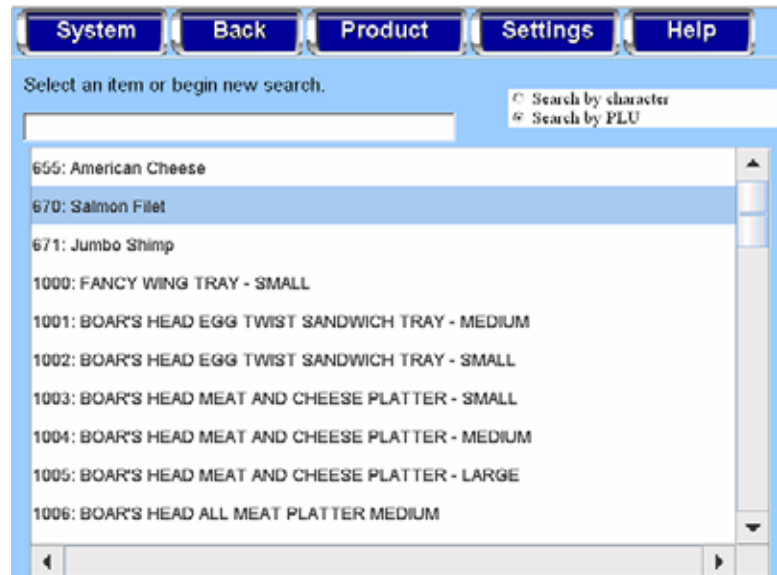 System Back Product Settings Help
Select an item or begin new search.
Search by character
Search by PLU
655: American Cheese
670: Salmon Filet
671: Jumbo Shimp
1000: FANCY WING TRAY - SMALL
1001: BOAR'S HEAD EGG TWIST SANDWICH TRAY - MEDIUM
1002: BOAR'S HEAD EGG TWIST SANDWICH TRAY - SMALL
1003: BOAR'S HEAD MEAT AND CHEESE PLATTER - SMALL
1004: BOAR'S HEAD MEAT AND CHEESE PLATTER - MEDIUM
1005: BOAR'S HEAD MEAT AND CHEESE PLATTER - LARGE
1006: BOAR'S HEAD ALL MEAT PLATTER MEDIUM